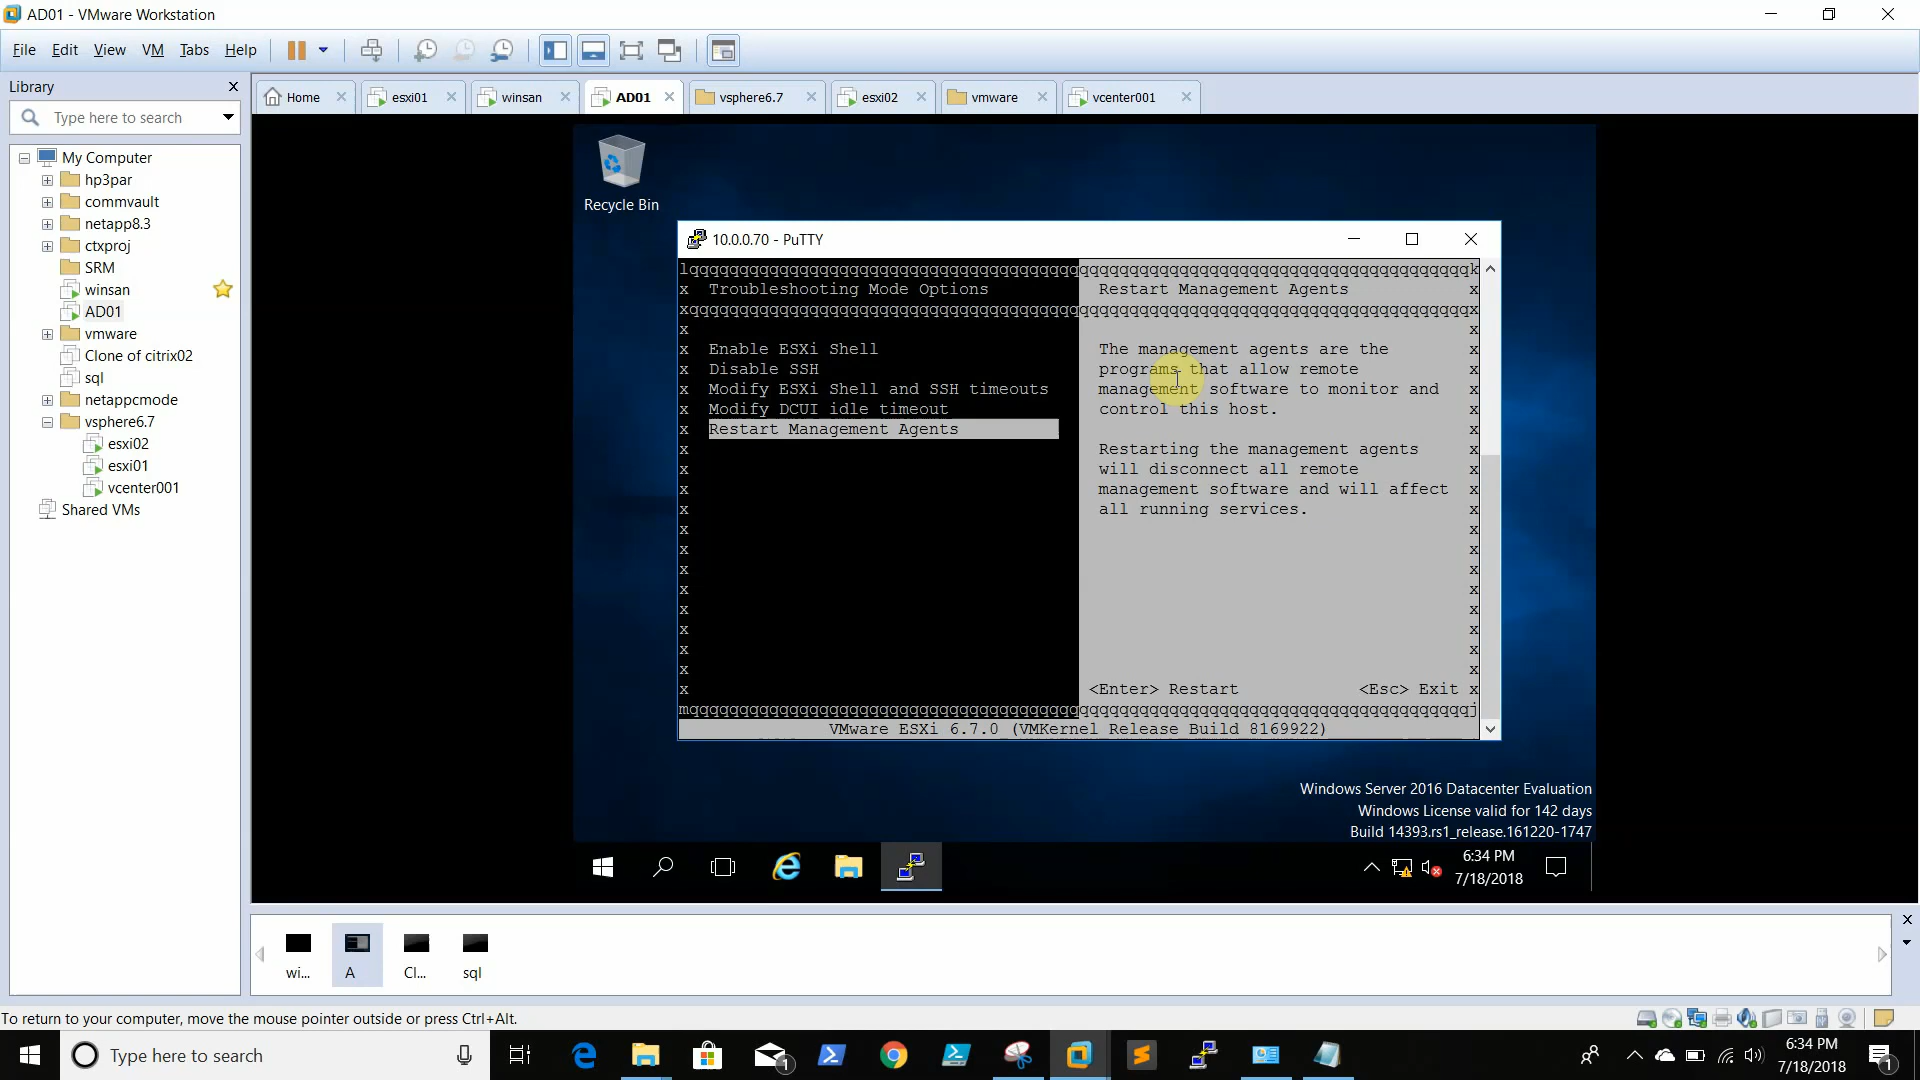 AD01 - VMware Workstation
File Edit View VM Tabs Help
Library
Type here to search
My Computer
hp3par
commvault
netapp8.3
ctxproj
SRM
winsan
AD01
vmware
Clone of citrix02
sql
netappcmode
vsphere6.7
esxi02
esxi01
vcenter001
Shared VMs
Home esxi01 winsan AD01 vsphere6.7 esxi02 vmware vcenter001
Recycle Bin
10.0.0.70 - PuTTY
lqqqqqqqqqqqqqqqqqqqqqqqqqqqqqqqqqqqqqqqqqqqqqqqqqqqqqqqqqqqqqqqqqqqqqqqqqqqqqqk
x Troubleshooting Mode Options Restart Management Agents x
xqqqqqqqqqqqqqqqqqqqqqqqqqqqqqqqqqqqqqqqqqqqqqqqqqqqqqqqqqqqqqqqqqqqqqqqqqqqqqqx
x x
x Enable ESXi Shell The management agents are the x
x Disable SSH programs that allow remote x
x Modify ESXi Shell and SSH timeouts management software to monitor and x
x Modify DCUI idle timeout control this host. x
x Restart Management Agents x
x Restarting the management agents x
x will disconnect all remote x
x management software and will affect x
x all running services. x
x x
x x
x x
x x
x x
x x
x x
x x
x <Enter> Restart <Esc> Exit x
mqqqqqqqqqqqqqqqqqqqqqqqqqqqqqqqqqqqqqqqqqqqqqqqqqqqqqqqqqqqqqqqqqqqqqqqqqqqqqqj
VMware ESXi 6.7.0 (VMKernel Release Build 8169922)
Windows Server 2016 Datacenter Evaluation
Windows License valid for 142 days
Build 14393.rs1_release.161220-1747
6:34 PM
7/18/2018
wi... A Cl... sql
To return to your computer, move the mouse pointer outside or press Ctrl+Alt.
Type here to search
1
6:34 PM
7/18/2018
1